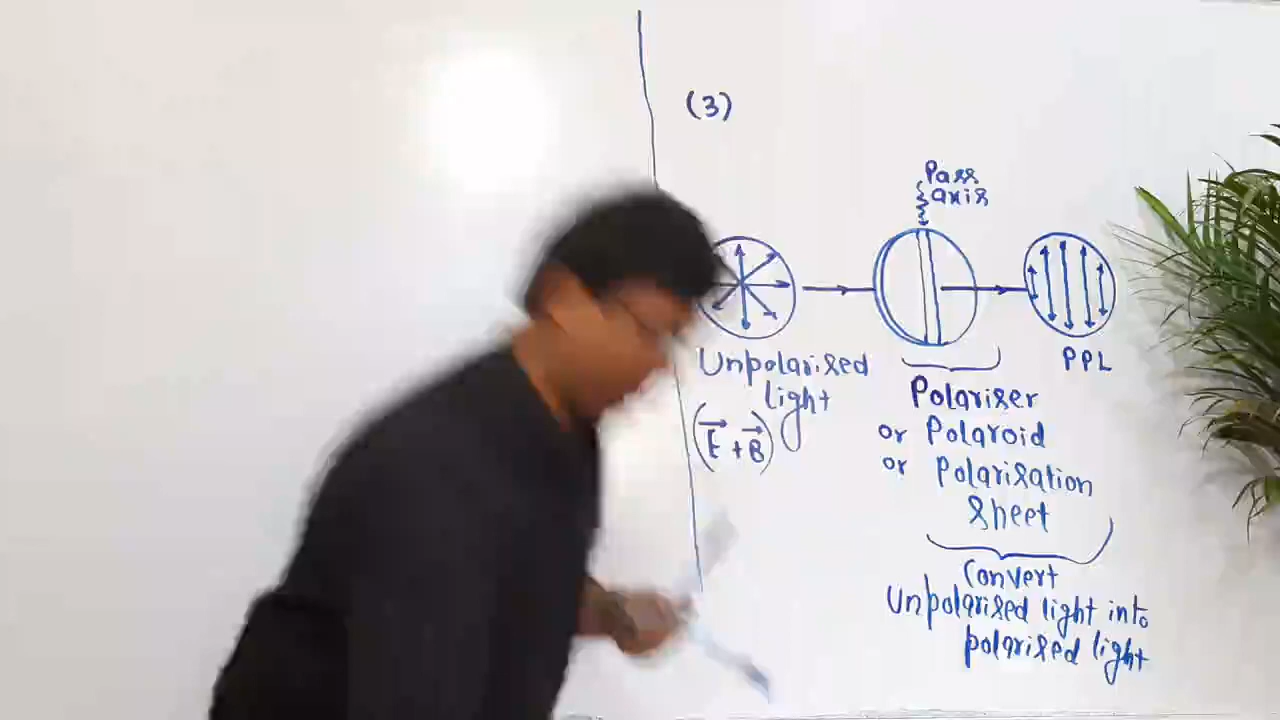 (3)
Pass
axis
Unpolarised
light
(E + B)
PPL
Polariser
or Polaroid
or Polarisation
Sheet
Convert
Unpolarised light into
polarised light